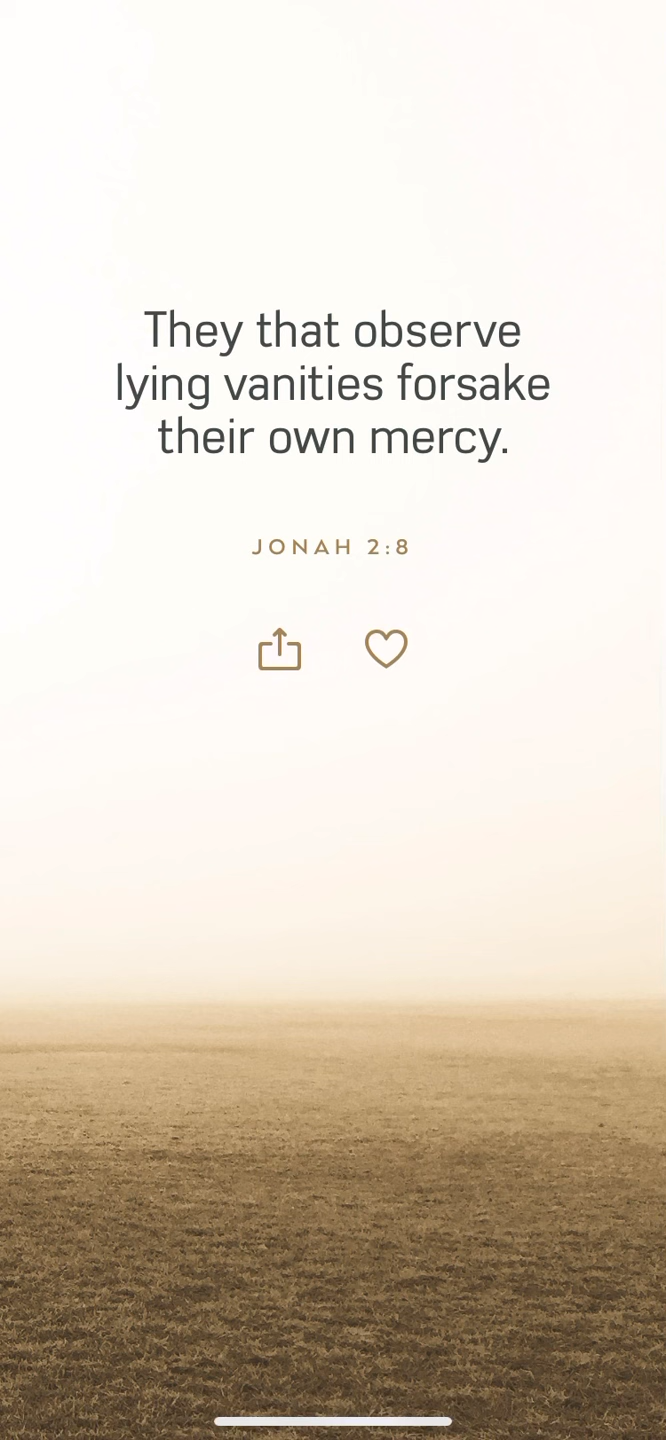 They that observe
lying vanities forsake
their own mercy.
JONAH 2:8